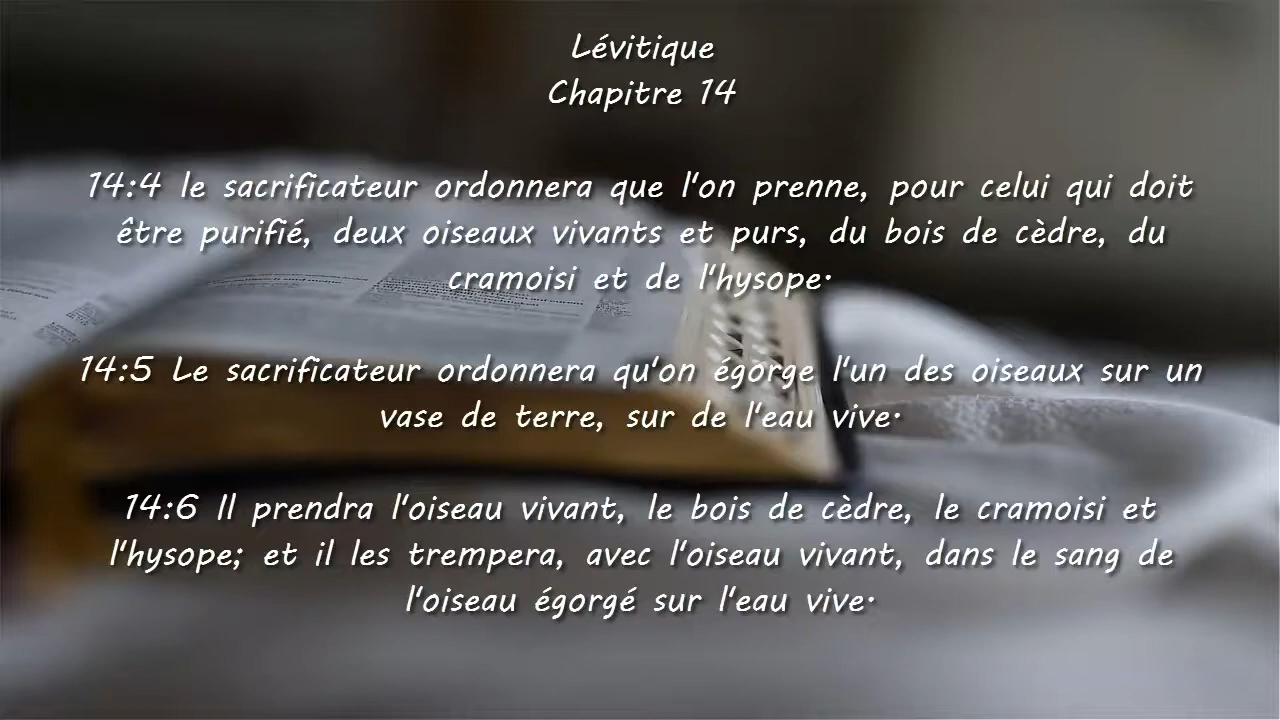 Lévitique
Chapitre 14
14:4 le sacrificateur ordonnera que l'on prenne, pour celui qui doit
être purifié, deux oiseaux vivants et purs, du bois de cèdre, du
cramoisi et de l'hysope.
14:5 Le sacrificateur ordonnera qu'on égorge l'un des oiseaux sur un
vase de terre, sur de l'eau vive.
14:6 Il prendra l'oiseau vivant, le bois de cèdre, le cramoisi et
l'hysope; et il les trempera, avec l'oiseau vivant, dans le sang de
l'oiseau égorgé sur l'eau vive.